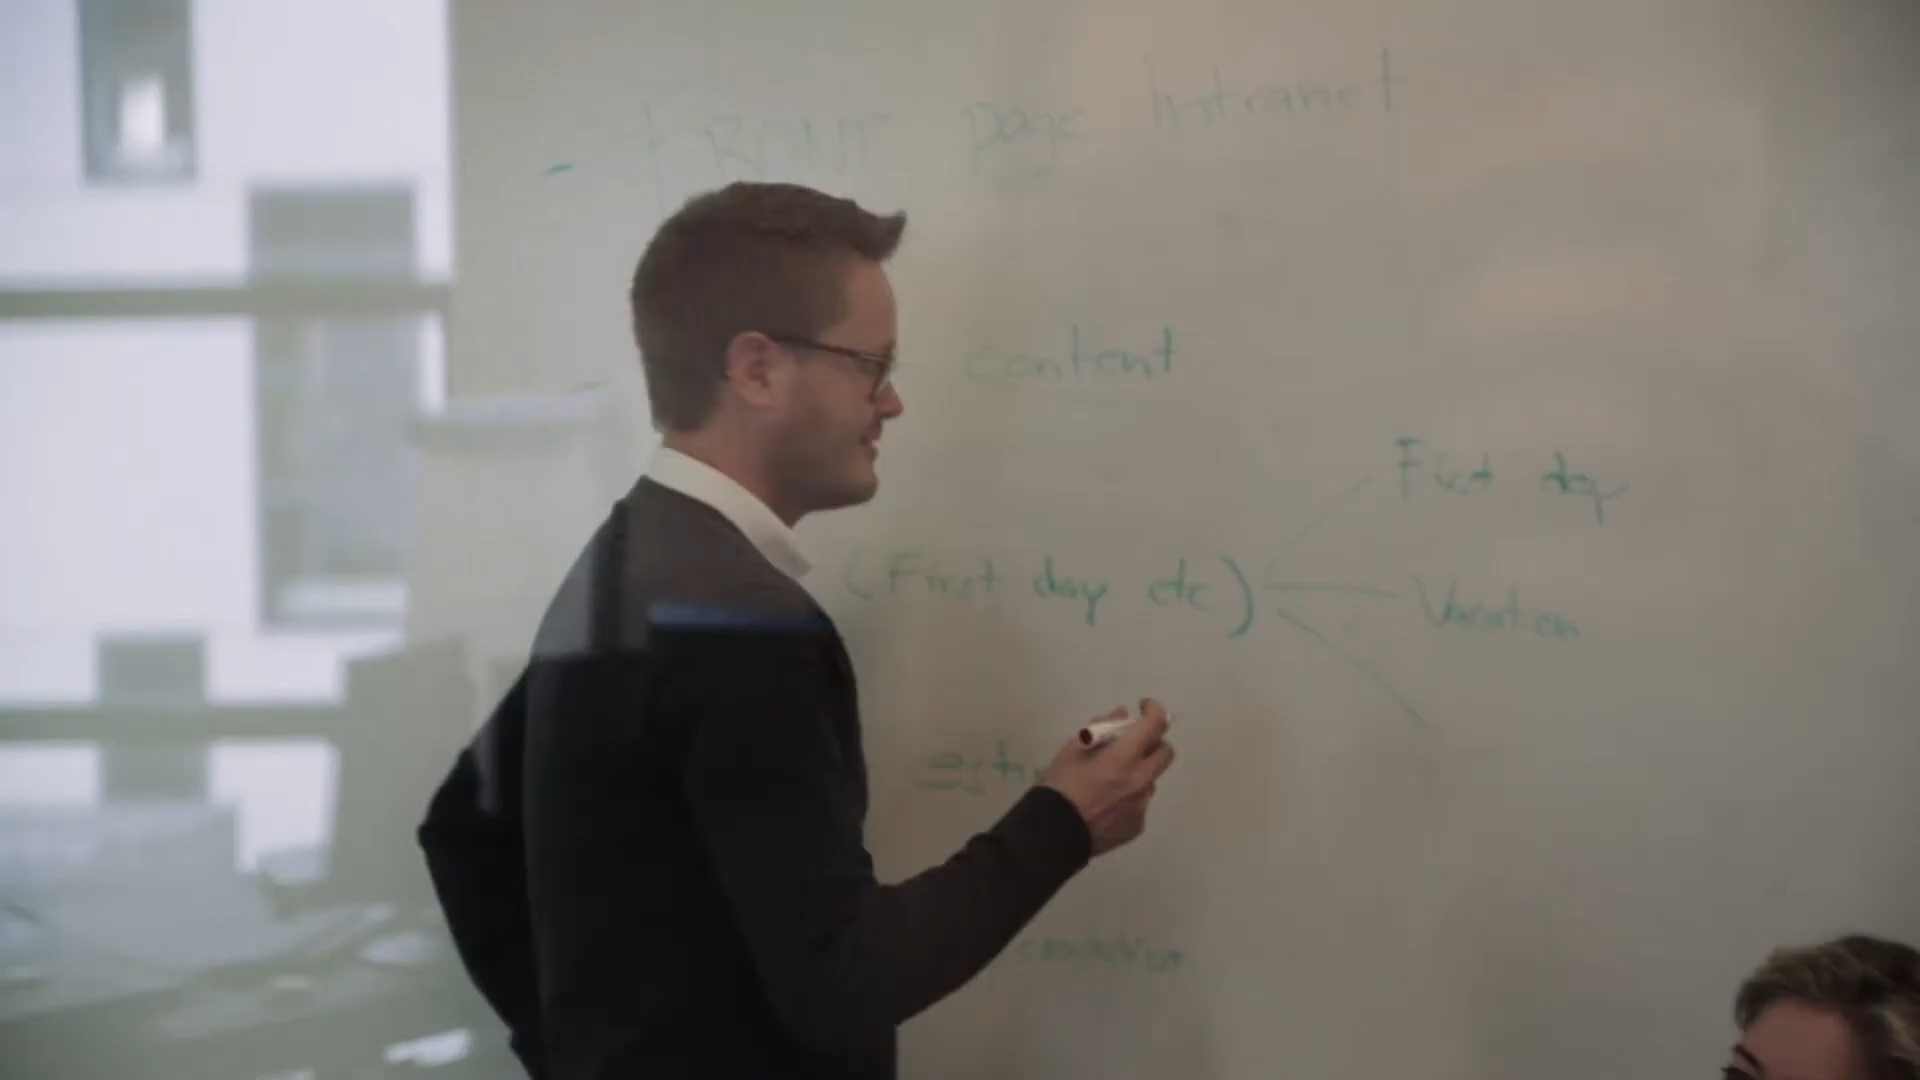 - FRONT page Intranet
content
First day
(First day etc)
Vacation